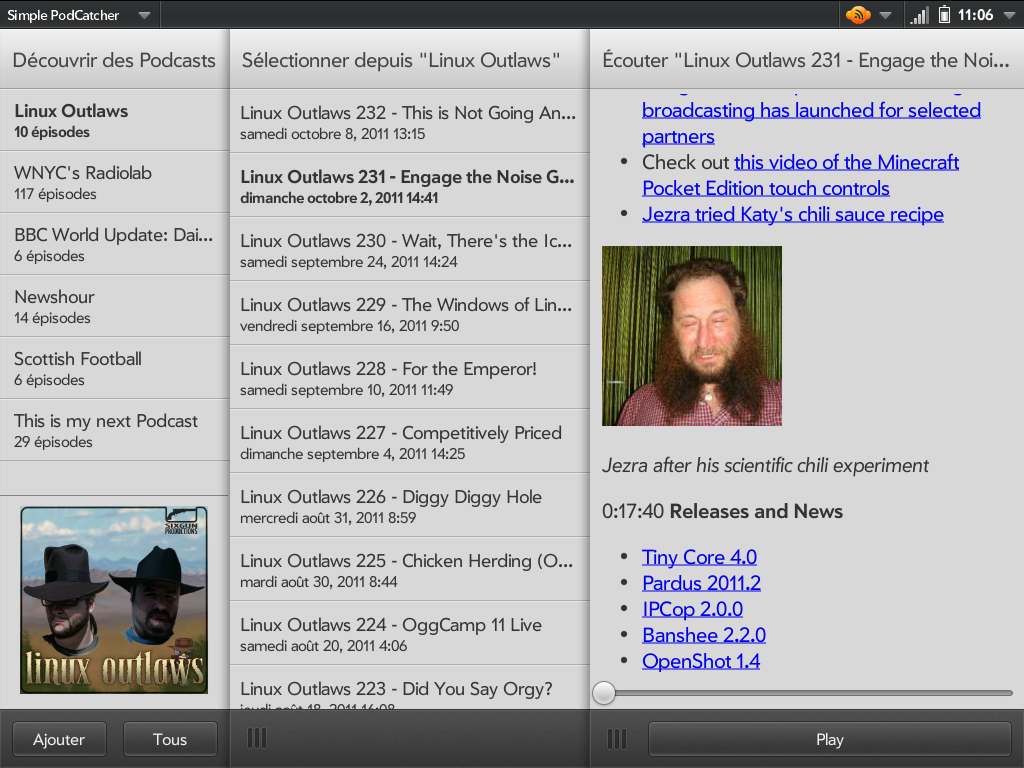 Simple PodCatcher
11:06
Découvrir des Podcasts
Linux Outlaws
10 épisodes
WNYC's Radiolab
117 épisodes
BBC World Update: Dai...
6 épisodes
Newshour
14 épisodes
Scottish Football
6 épisodes
This is my next Podcast
29 épisodes
SIXGUN
PRODUCTIONS
linux outlaws
Ajouter
Tous
Sélectionner depuis "Linux Outlaws"
Linux Outlaws 232 - This is Not Going An...
samedi octobre 8, 2011 13:15
Linux Outlaws 231 - Engage the Noise G...
dimanche octobre 2, 2011 14:41
Linux Outlaws 230 - Wait, There's the Ic...
samedi septembre 24, 2011 14:24
Linux Outlaws 229 - The Windows of Lin...
vendredi septembre 16, 2011 9:50
Linux Outlaws 228 - For the Emperor!
samedi septembre 10, 2011 11:49
Linux Outlaws 227 - Competitively Priced
dimanche septembre 4, 2011 14:25
Linux Outlaws 226 - Diggy Diggy Hole
mercredi août 31, 2011 8:59
Linux Outlaws 225 - Chicken Herding (O...
mardi août 30, 2011 8:44
Linux Outlaws 224 - OggCamp 11 Live
samedi août 20, 2011 4:06
Linux Outlaws 223 - Did You Say Orgy?
jeudi août 18, 2011 16:08
Écouter "Linux Outlaws 231 - Engage the Noi...
broadcasting has launched for selected
partners
• Check out this video of the Minecraft
Pocket Edition touch controls
• Jezra tried Katy's chili sauce recipe
Jezra after his scientific chili experiment
0:17:40 Releases and News
• Tiny Core 4.0
• Pardus 2011.2
• IPCop 2.0.0
• Banshee 2.2.0
• OpenShot 1.4
Play